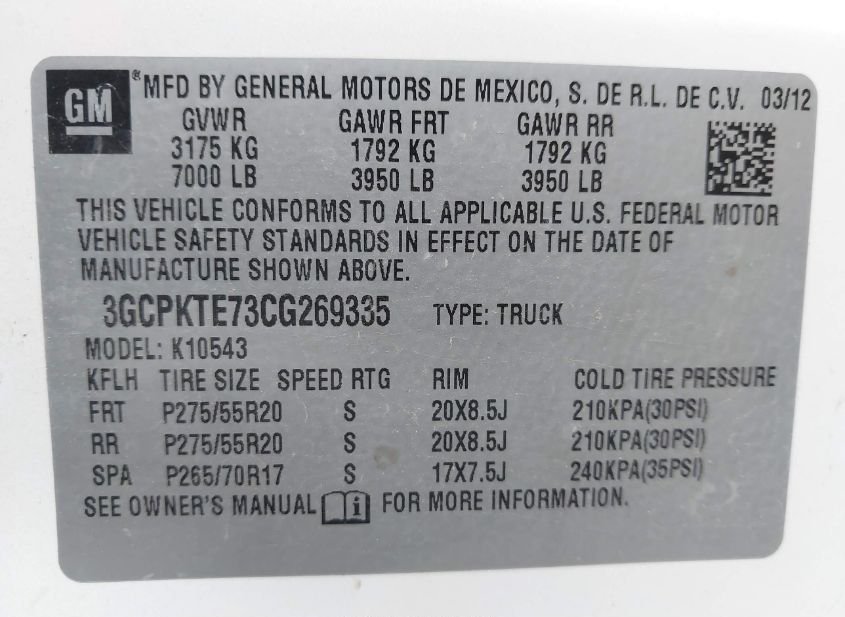 GM ® MFD BY GENERAL MOTORS DE MEXICO, S. DE R.L. DE C.V. 03/12
GVWR GAWR FRT GAWR RR
3175 KG 1792 KG 1792 KG
7000 LB 3950 LB 3950 LB
THIS VEHICLE CONFORMS TO ALL APPLICABLE U.S. FEDERAL MOTOR
VEHICLE SAFETY STANDARDS IN EFFECT ON THE DATE OF
MANUFACTURE SHOWN ABOVE.
3GCPKTE73CG269335 TYPE: TRUCK
MODEL: K10543
KFLH TIRE SIZE SPEED RTG RIM COLD TIRE PRESSURE
FRT P275/55R20 S 20X8.5J 210KPA(30PSI)
RR P275/55R20 S 20X8.5J 210KPA(30PSI)
SPA P265/70R17 S 17X7.5J 240KPA(35PSI)
SEE OWNER'S MANUAL i FOR MORE INFORMATION.